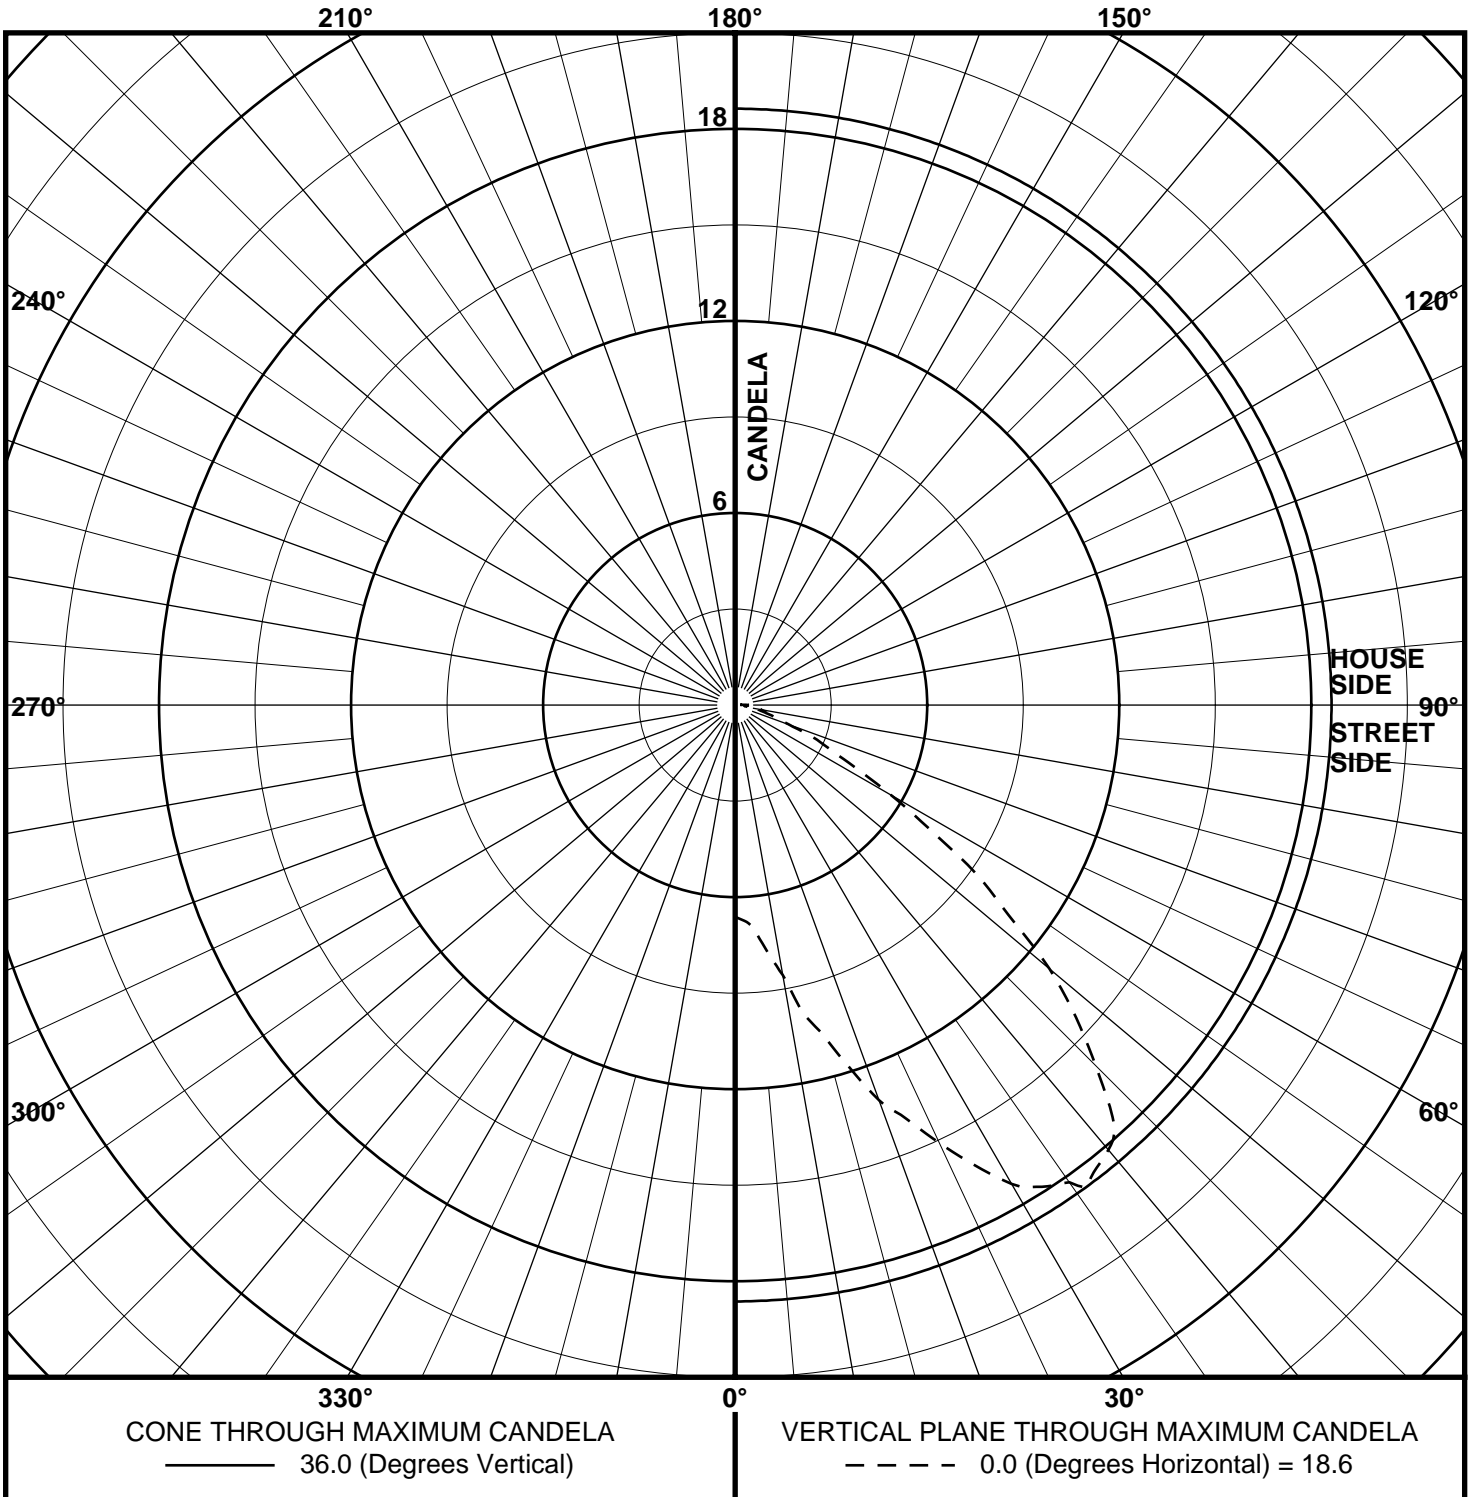 210° 180° 150°
18
240° 120°
12
CANDELA
6
HOUSE
SIDE
270° 90°
STREET
SIDE
300° 60°
330° 0° 30°
CONE THROUGH MAXIMUM CANDELA
36.0 (Degrees Vertical)
VERTICAL PLANE THROUGH MAXIMUM CANDELA
0.0 (Degrees Horizontal) = 18.6